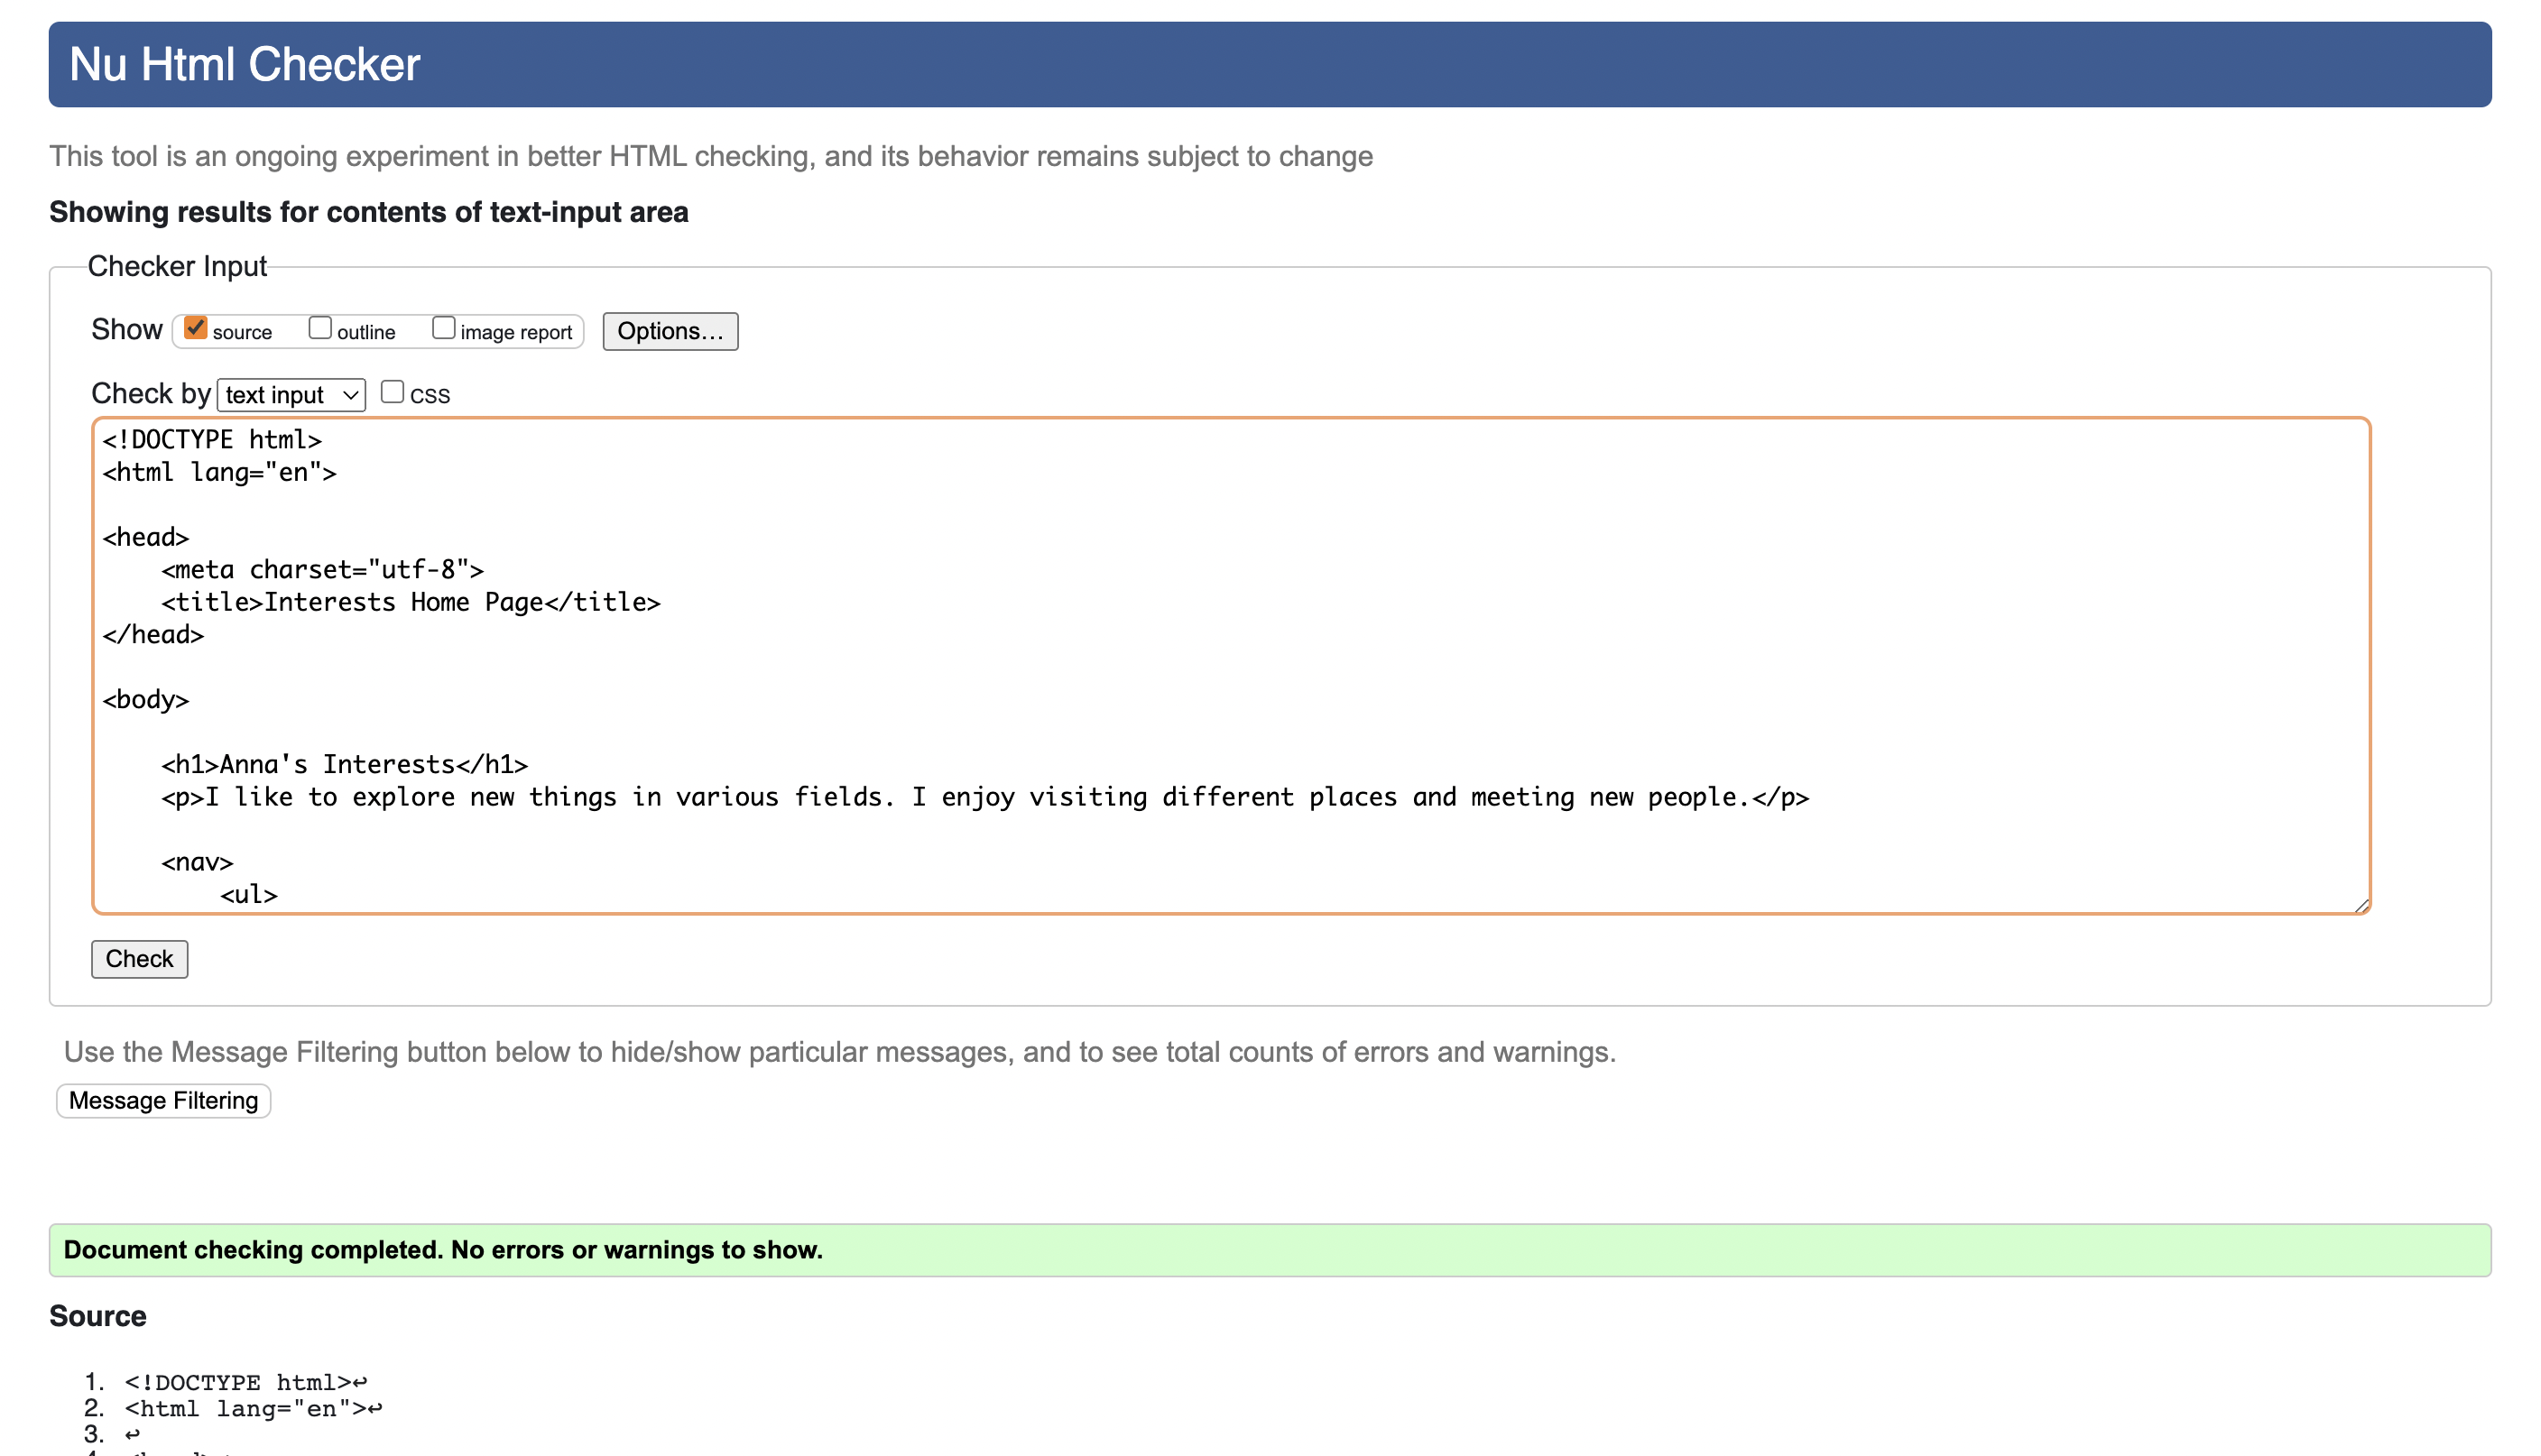 Nu Html Checker
This tool is an ongoing experiment in better HTML checking, and its behavior remains subject to change
Showing results for contents of text-input area
Checker Input
Show source outline image report Options...
Check by text input CSS
<!DOCTYPE html>
<html lang="en">
<head>
    <meta charset="utf-8">
    <title>Interests Home Page</title>
</head>
<body>
    <h1>Anna's Interests</h1>
    <p>I like to explore new things in various fields. I enjoy visiting different places and meeting new people.</p>
    <nav>
        <ul>
Check
Use the Message Filtering button below to hide/show particular messages, and to see total counts of errors and warnings.
Message Filtering
Document checking completed. No errors or warnings to show.
Source
1. <!DOCTYPE html>↩
2. <html lang="en">↩
3. ↩